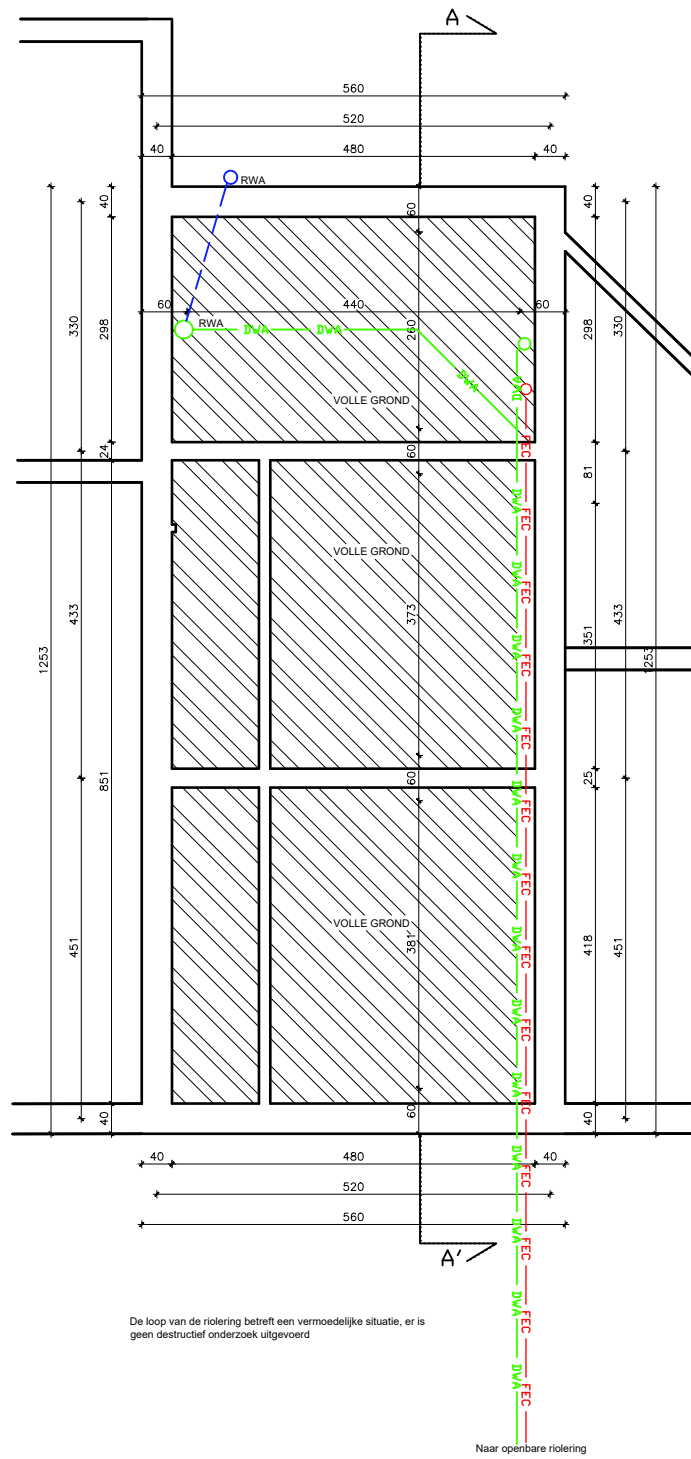 A
560
520
40 480 40
RWA
40
60
40
60 440 60
RWA
DWA DWA
330
298
260
298
330
DWA
DWA
VOLLE GROND
FEC
24
60
81
DWA FEC
VOLLE GROND
DWA FEC
433
373
351
433
1253
DWA FEC
1253
DWA FEC
851
60
25
DWA FEC
DWA FEC
VOLLE GROND
451
381
418
451
DWA FEC
DWA FEC
DWA FEC
40
60
40
DWA FEC
40 480 40
520
560
DWA FEC
A'
De loop van de riolering betreft een vermoedelijke situatie, er is
geen destructief onderzoek uitgevoerd
DWA FEC
DWA FEC
Naar openbare riolering